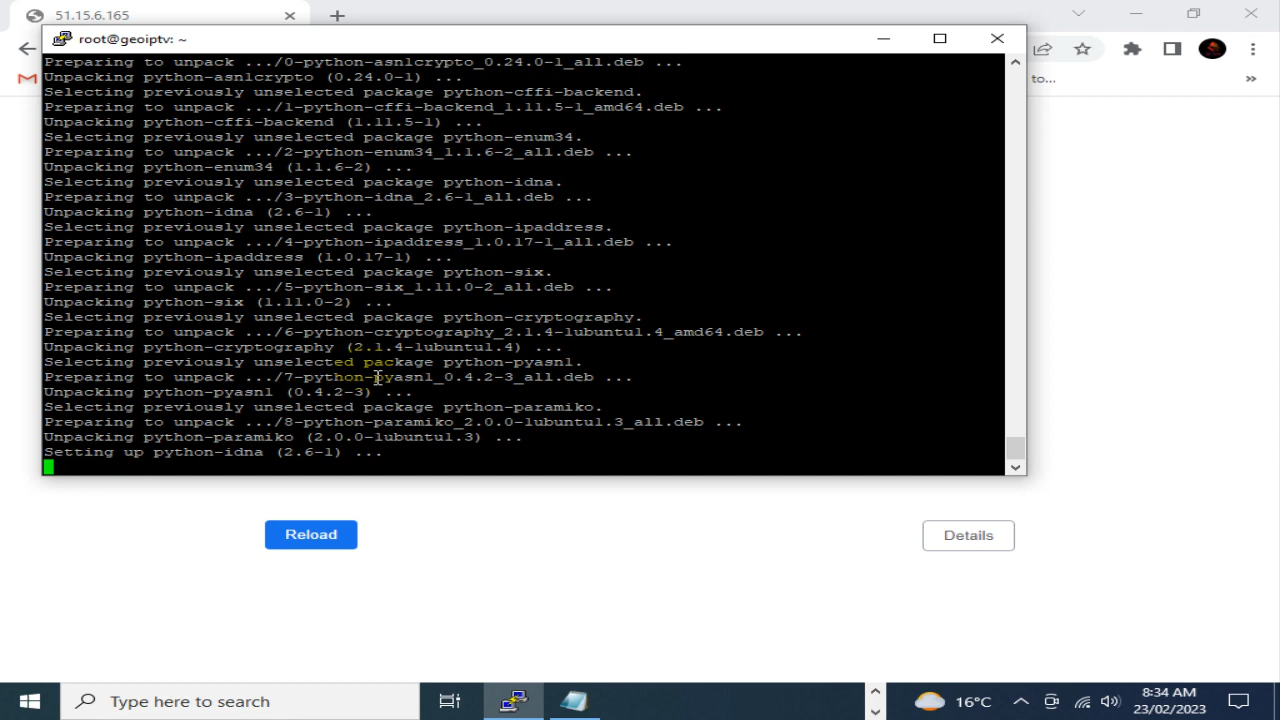 51.15.6.165
root@geoiptv: ~
to...
Preparing to unpack .../0-python-asn1crypto_0.24.0-1_all.deb ...
Unpacking python-asn1crypto (0.24.0-1) ...
Selecting previously unselected package python-cffi-backend.
Preparing to unpack .../1-python-cffi-backend_1.11.5-1_amd64.deb ...
Unpacking python-cffi-backend (1.11.5-1) ...
Selecting previously unselected package python-enum34.
Preparing to unpack .../2-python-enum34_1.1.6-2_all.deb ...
Unpacking python-enum34 (1.1.6-2) ...
Selecting previously unselected package python-idna.
Preparing to unpack .../3-python-idna_2.6-1_all.deb ...
Unpacking python-idna (2.6-1) ...
Selecting previously unselected package python-ipaddress.
Preparing to unpack .../4-python-ipaddress_1.0.17-1_all.deb ...
Unpacking python-ipaddress (1.0.17-1) ...
Selecting previously unselected package python-six.
Preparing to unpack .../5-python-six_1.11.0-2_all.deb ...
Unpacking python-six (1.11.0-2) ...
Selecting previously unselected package python-cryptography.
Preparing to unpack .../6-python-cryptography_2.1.4-1ubuntu1.4_amd64.deb ...
Unpacking python-cryptography (2.1.4-1ubuntu1.4) ...
Selecting previously unselected package python-pyasn1.
Preparing to unpack .../7-python-pyasn1_0.4.2-3_all.deb ...
Unpacking python-pyasn1 (0.4.2-3) ...
Selecting previously unselected package python-paramiko.
Preparing to unpack .../8-python-paramiko_2.0.0-1ubuntu1.3_all.deb ...
Unpacking python-paramiko (2.0.0-1ubuntu1.3) ...
Setting up python-idna (2.6-1) ...
Reload
Details
Type here to search
16°C
8:34 AM
23/02/2023